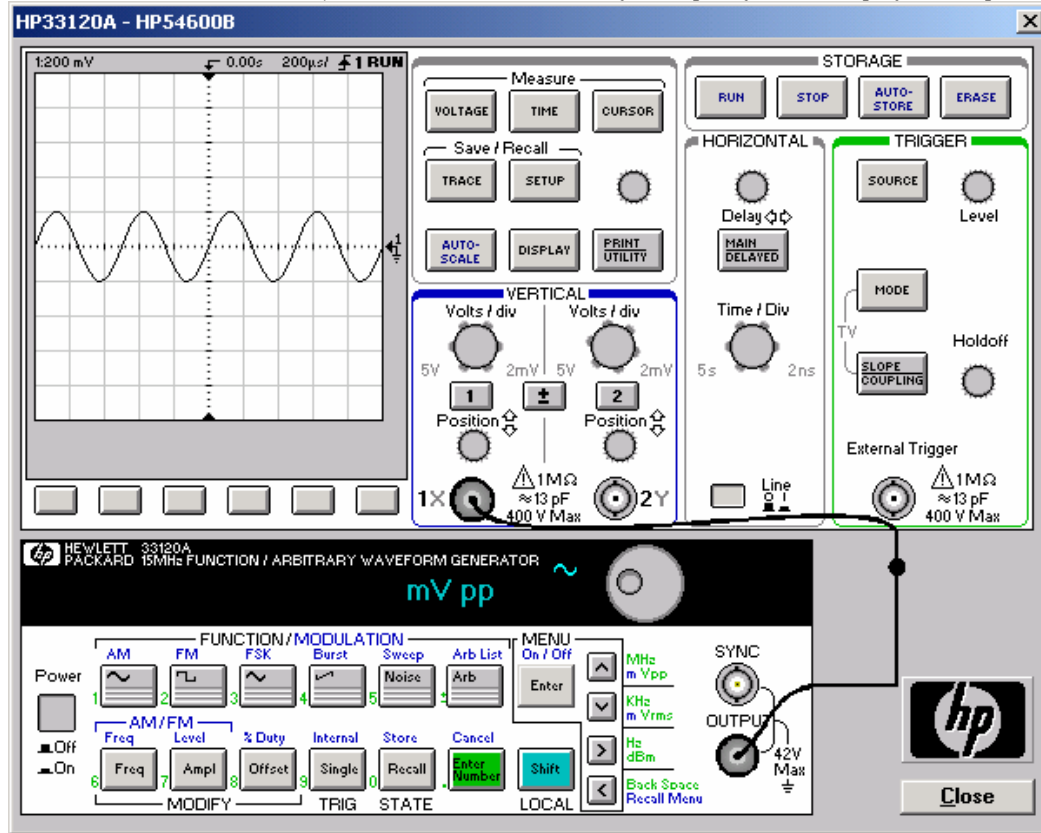 HP33120A - HP54600B
1:200 mV 0.00s 200µs/ 1 RUN
1
Measure
VOLTAGE TIME CURSOR
Save / Recall
TRACE SETUP
AUTO-SCALE DISPLAY PRINT UTILITY
STORAGE
RUN STOP AUTO-STORE ERASE
HORIZONTAL
Delay
MAIN DELAYED
Time / Div
5s 2ns
Line
TRIGGER
SOURCE
Level
MODE
TV
Holdoff
SLOPE COUPLING
External Trigger
1MΩ
≈13 pF
400 V Max
VERTICAL
Volts / div Volts / div
5V 2mV 5V 2mV
1 ± 2
Position Position
1X 1MΩ 2Y
≈13 pF
400 V Max
hp HEWLETT PACKARD 33120A
15MHz FUNCTION / ARBITRARY WAVEFORM GENERATOR
mV pp
FUNCTION/MODULATION
AM FM FSK Burst Sweep Arb List
Noise Arb
1 2 3 4 5 ±
MENU
On / Off
Enter
MHz
m Vpp
KHz
m Vrms
Hz
dBm
Back Space
Recall Menu
Power
Off
On
AM/FM
Freq Level % Duty Internal Store Cancel
Freq Ampl Offset Single Recall Enter Number Shift
6 7 8 9 0 .
MODIFY TRIG STATE LOCAL
SYNC
OUTPUT
42V
Max
hp
Close